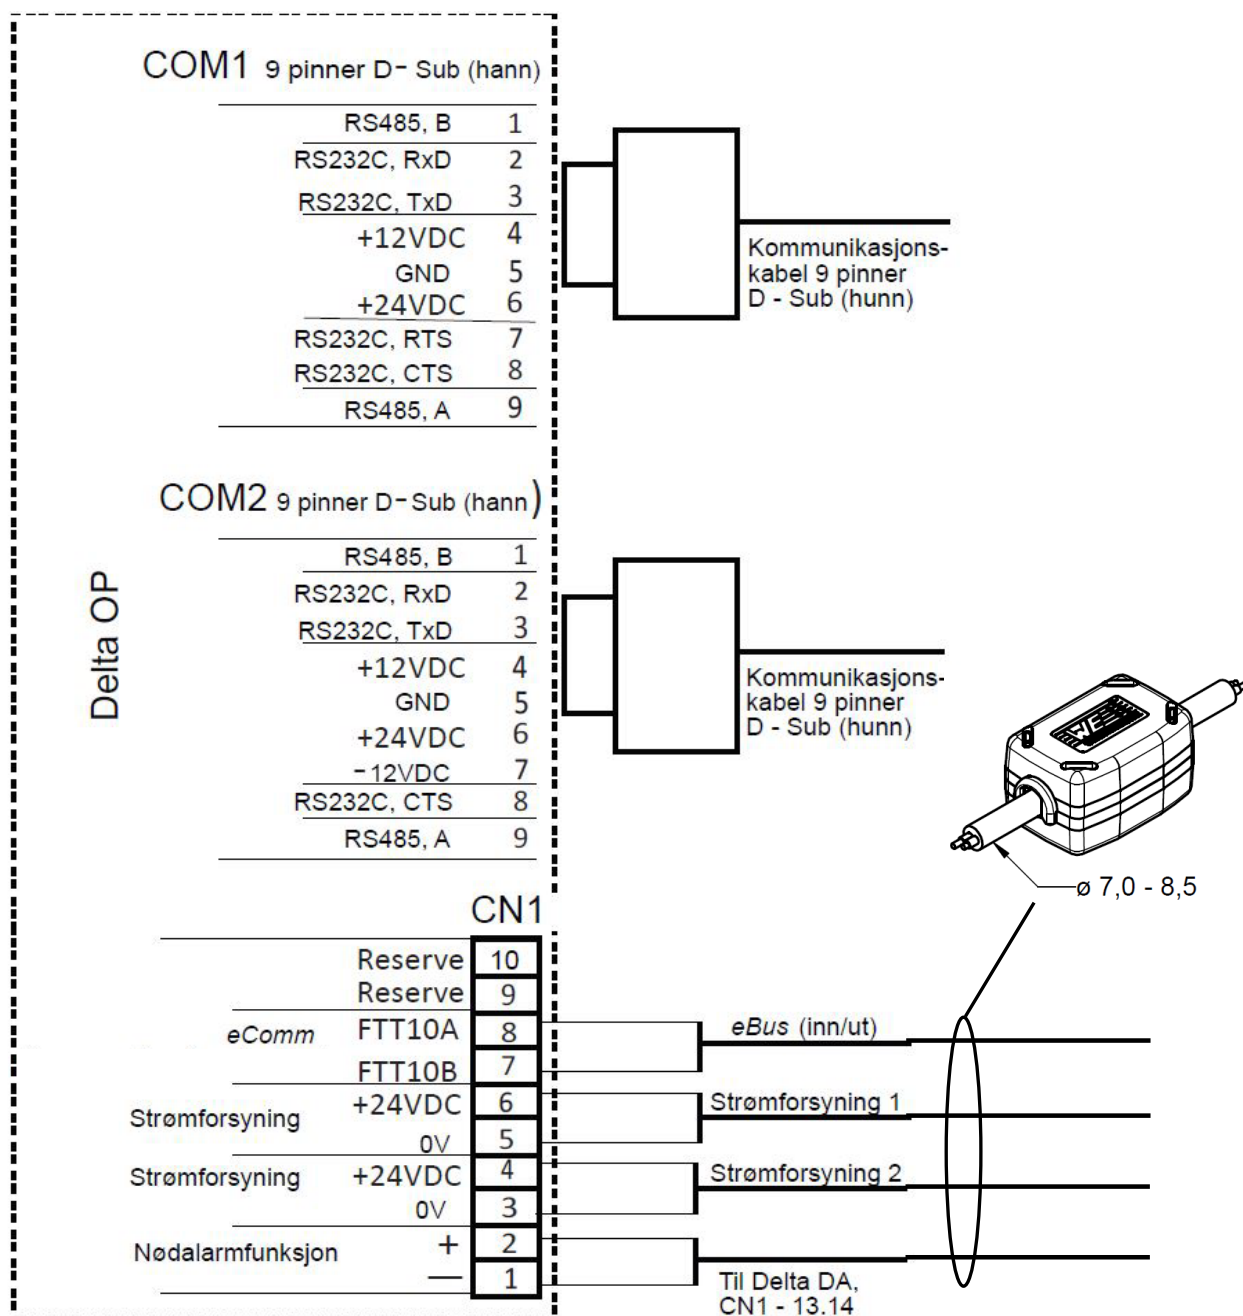 COM1 9 pinner D- Sub (hann)
RS485, B 1
RS232C, RxD 2
RS232C, TxD 3
+12VDC 4
GND 5
+24VDC 6
RS232C, RTS 7
RS232C, CTS 8
RS485, A 9
Kommunikasjons-
kabel 9 pinner
D - Sub (hunn)
COM2 9 pinner D- Sub (hann)
RS485, B 1
RS232C, RxD 2
RS232C, TxD 3
+12VDC 4
GND 5
+24VDC 6
-12VDC 7
RS232C, CTS 8
RS485, A 9
Kommunikasjons-
kabel 9 pinner
D - Sub (hunn)
Delta OP
ø 7,0 - 8,5
CN1
Reserve 10
Reserve 9
eComm FTT10A 8
FTT10B 7
Strømforsyning +24VDC 6
0V 5
Strømforsyning +24VDC 4
0V 3
Nødalarmfunksjon + 2
— 1
eBus (inn/ut)
Strømforsyning 1
Strømforsyning 2
Til Delta DA,
CN1 - 13.14